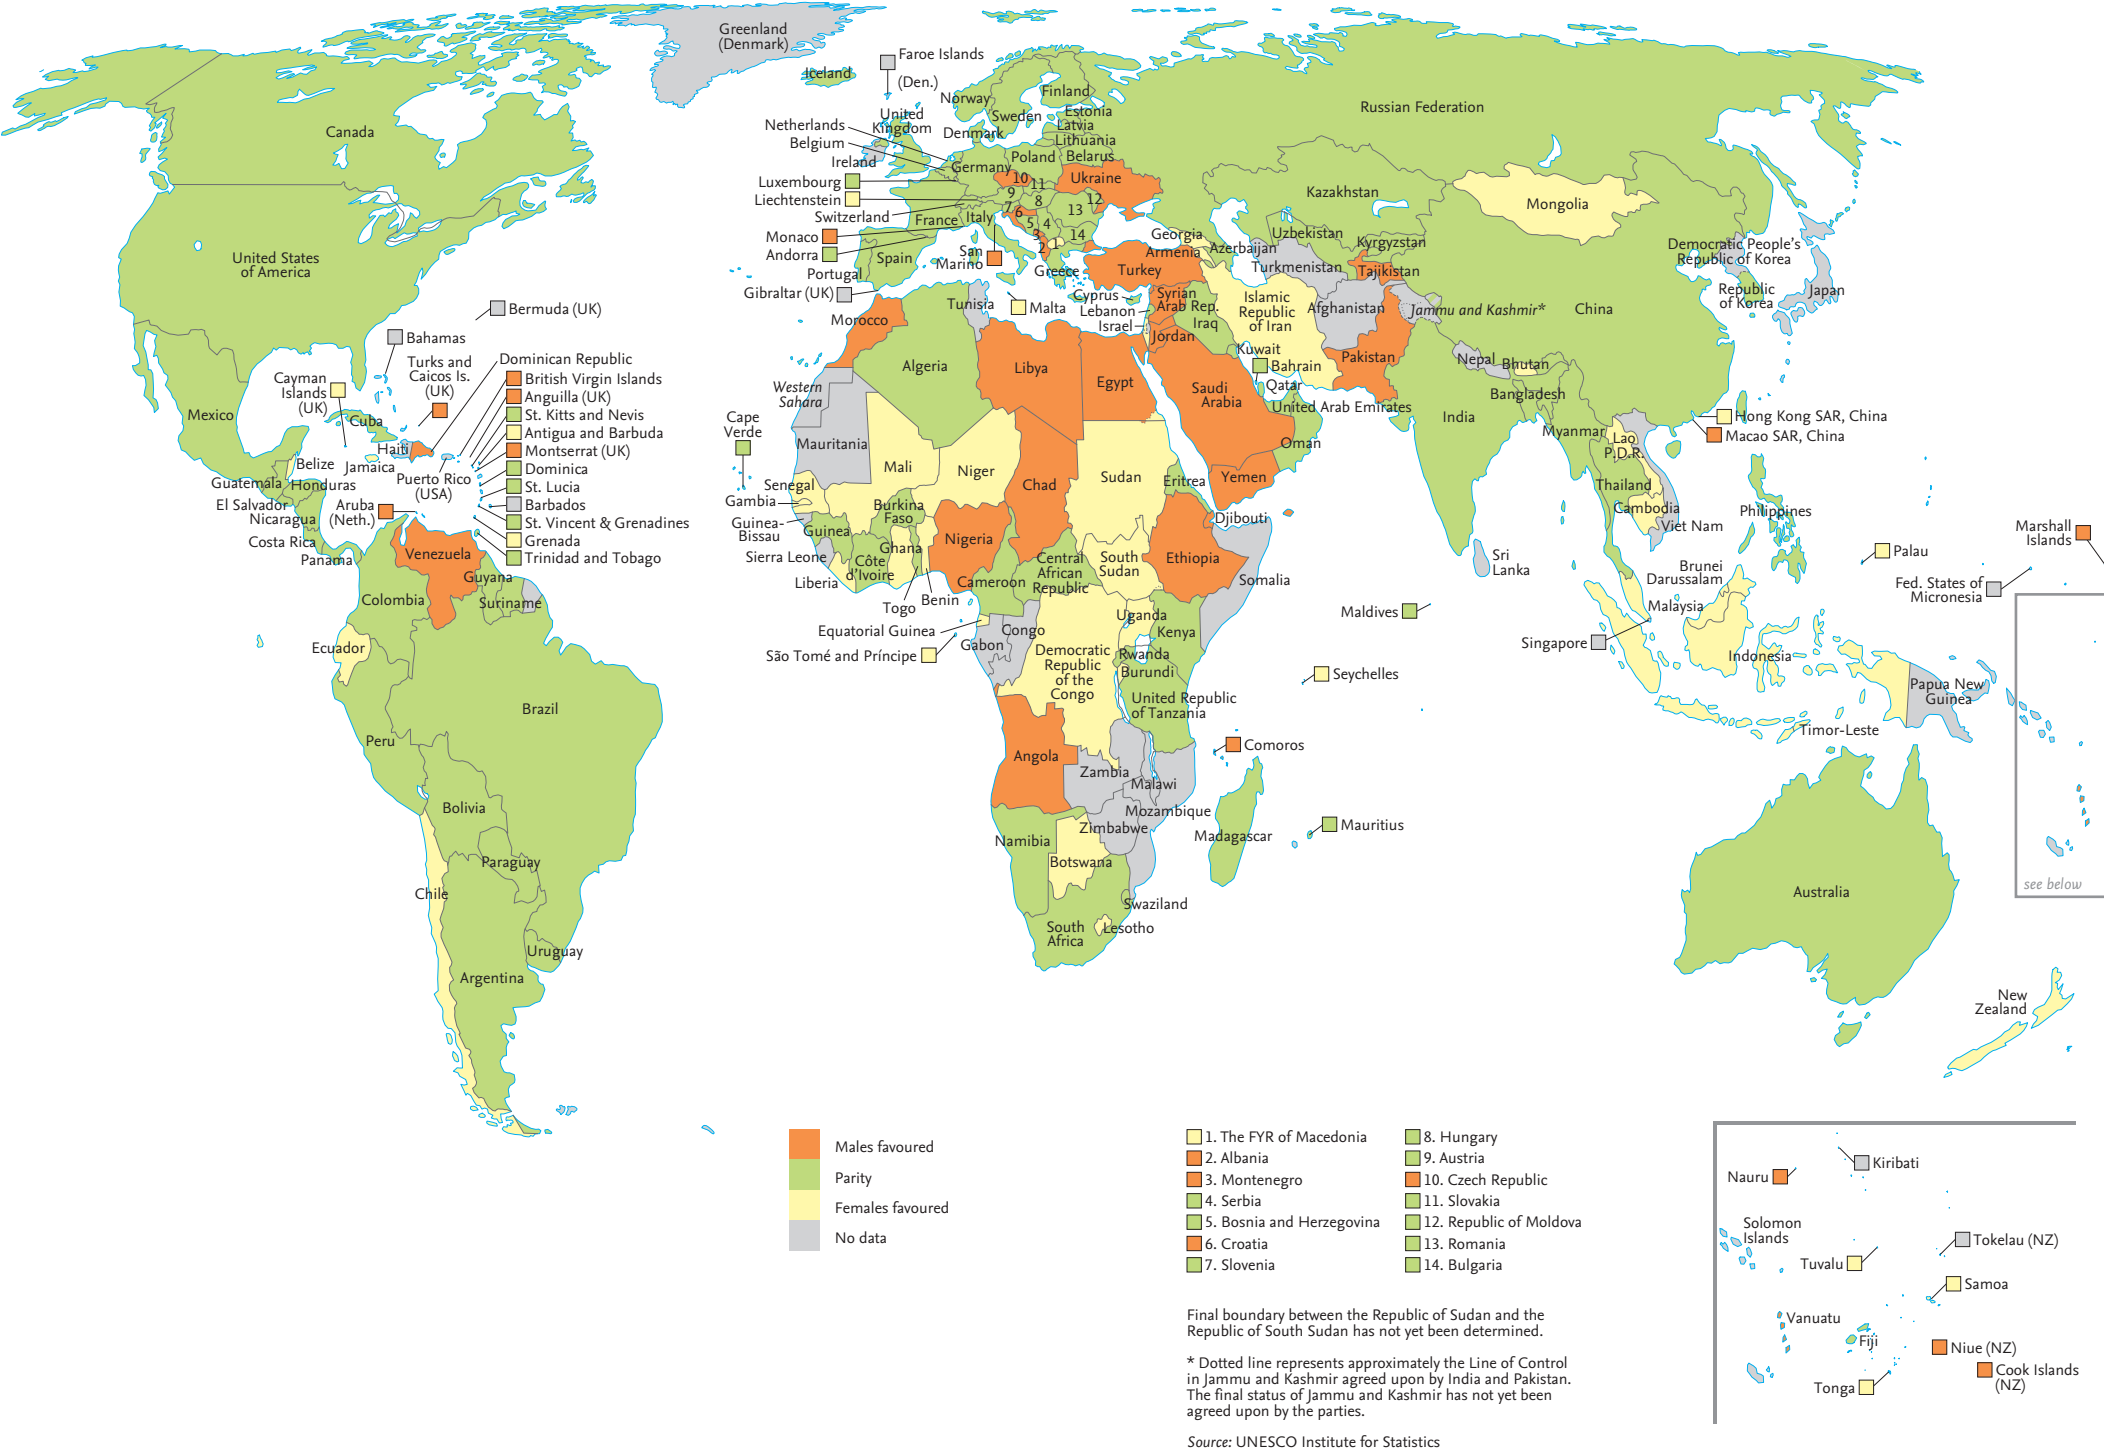 Greenland
(Denmark)
Faroe Islands
(Den.)
Iceland
Norway
Finland
Sweden
Estonia
Latvia
Lithuania
Denmark
United
Kingdom
Netherlands
Belgium
Ireland
Luxembourg
Liechtenstein
Switzerland
Monaco
Andorra
Portugal
Gibraltar (UK)
Germany
Poland
Belarus
Ukraine
France
Italy
Spain
San
Marino
Greece
Malta
10
11
9
8
12
7
6
13
5
4
3
14
2
1
Russian Federation
Canada
United States
of America
Mexico
Bermuda (UK)
Bahamas
Turks and
Caicos Is.
(UK)
Cayman
Islands
(UK)
Cuba
Haiti
Jamaica
Belize
Guatemala
Honduras
El Salvador
Nicaragua
Costa Rica
Panama
Aruba
(Neth.)
Puerto Rico
(USA)
Dominican Republic
British Virgin Islands
Anguilla (UK)
St. Kitts and Nevis
Antigua and Barbuda
Montserrat (UK)
Dominica
St. Lucia
Barbados
St. Vincent & Grenadines
Grenada
Trinidad and Tobago
Venezuela
Guyana
Suriname
Colombia
Ecuador
Peru
Brazil
Bolivia
Paraguay
Chile
Uruguay
Argentina
Kazakhstan
Mongolia
Georgia
Armenia
Azerbaijan
Uzbekistan
Kyrgyzstan
Turkmenistan
Tajikistan
Turkey
Cyprus
Lebanon
Israel
Syrian
Arab Rep.
Iraq
Jordan
Islamic
Republic
of Iran
Afghanistan
Jammu and Kashmir*
Pakistan
Kuwait
Bahrain
Qatar
United Arab Emirates
Saudi
Arabia
Oman
Yemen
China
Democratic People's
Republic of Korea
Republic
of Korea
Japan
Nepal
Bhutan
Bangladesh
India
Myanmar
Lao
P.D.R.
Thailand
Cambodia
Viet Nam
Hong Kong SAR, China
Macao SAR, China
Philippines
Sri
Lanka
Maldives
Brunei
Darussalam
Malaysia
Singapore
Indonesia
Timor-Leste
Papua New
Guinea
Palau
Fed. States of
Micronesia
Marshall
Islands
Australia
New
Zealand
see below
Morocco
Tunisia
Algeria
Libya
Egypt
Western
Sahara
Mauritania
Cape
Verde
Mali
Niger
Chad
Sudan
Eritrea
Djibouti
Senegal
Gambia
Guinea-
Bissau
Guinea
Sierra Leone
Liberia
Côte
d'Ivoire
Burkina
Faso
Ghana
Togo
Benin
Nigeria
Cameroon
Central
African
Republic
South
Sudan
Ethiopia
Somalia
Equatorial Guinea
São Tomé and Príncipe
Gabon
Congo
Democratic
Republic
of the
Congo
Uganda
Kenya
Rwanda
Burundi
United Republic
of Tanzania
Seychelles
Comoros
Angola
Zambia
Malawi
Mozambique
Zimbabwe
Madagascar
Mauritius
Namibia
Botswana
Swaziland
South
Africa
Lesotho
Males favoured
Parity
Females favoured
No data
1. The FYR of Macedonia
2. Albania
3. Montenegro
4. Serbia
5. Bosnia and Herzegovina
6. Croatia
7. Slovenia
8. Hungary
9. Austria
10. Czech Republic
11. Slovakia
12. Republic of Moldova
13. Romania
14. Bulgaria
Final boundary between the Republic of Sudan and the
Republic of South Sudan has not yet been determined.
* Dotted line represents approximately the Line of Control
in Jammu and Kashmir agreed upon by India and Pakistan.
The final status of Jammu and Kashmir has not yet been
agreed upon by the parties.
Source: UNESCO Institute for Statistics
Kiribati
Nauru
Solomon
Islands
Tokelau (NZ)
Tuvalu
Samoa
Vanuatu
Fiji
Niue (NZ)
Cook Islands
(NZ)
Tonga